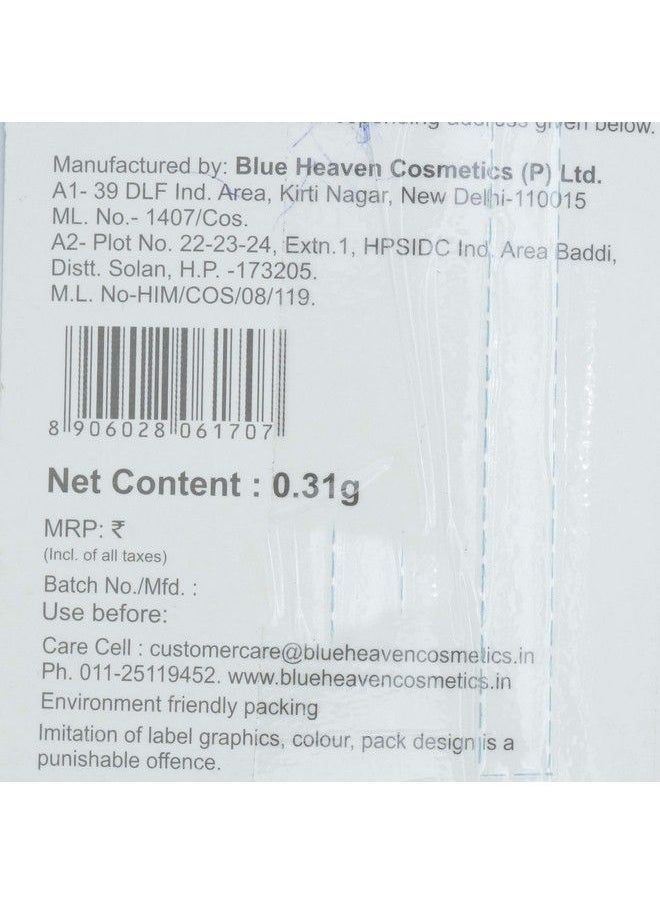 address given below.
Manufactured by: Blue Heaven Cosmetics (P) Ltd.
A1- 39 DLF Ind. Area, Kirti Nagar, New Delhi-110015
ML. No.- 1407/Cos.
A2- Plot No. 22-23-24, Extn.1, HPSIDC Ind. Area Baddi,
Distt. Solan, H.P. -173205.
M.L. No-HIM/COS/08/119.
8 906028 061707
Net Content : 0.31g
MRP: ₹
(Incl. of all taxes)
Batch No./Mfd. :
Use before:
Care Cell : customercare@blueheavencosmetics.in
Ph. 011-25119452. www.blueheavencosmetics.in
Environment friendly packing
Imitation of label graphics, colour, pack design is a
punishable offence.